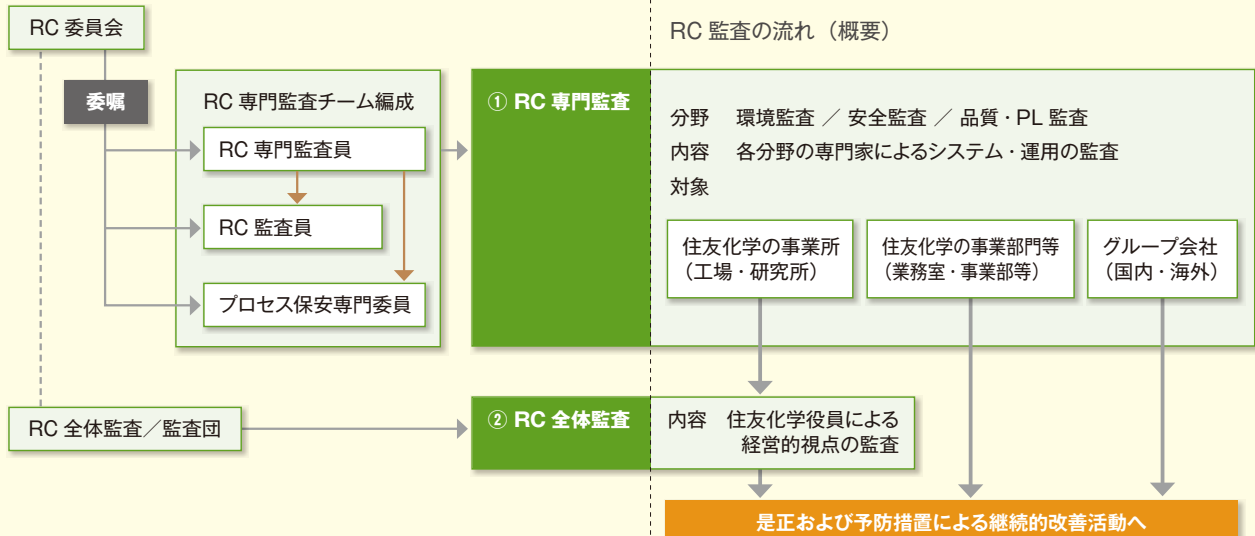 RC 委員会
委嘱
RC 専門監査チーム編成
RC 専門監査員
RC 監査員
プロセス保安専門委員
RC 全体監査／監査団
RC 監査の流れ（概要）
① RC 専門監査
分野 環境監査 ／ 安全監査 ／ 品質・PL 監査
内容 各分野の専門家によるシステム・運用の監査
対象
住友化学の事業所
（工場・研究所）
住友化学の事業部門等
（業務室・事業部等）
グループ会社
（国内・海外）
② RC 全体監査
内容 住友化学役員による
経営的視点の監査
是正および予防措置による継続的改善活動へ